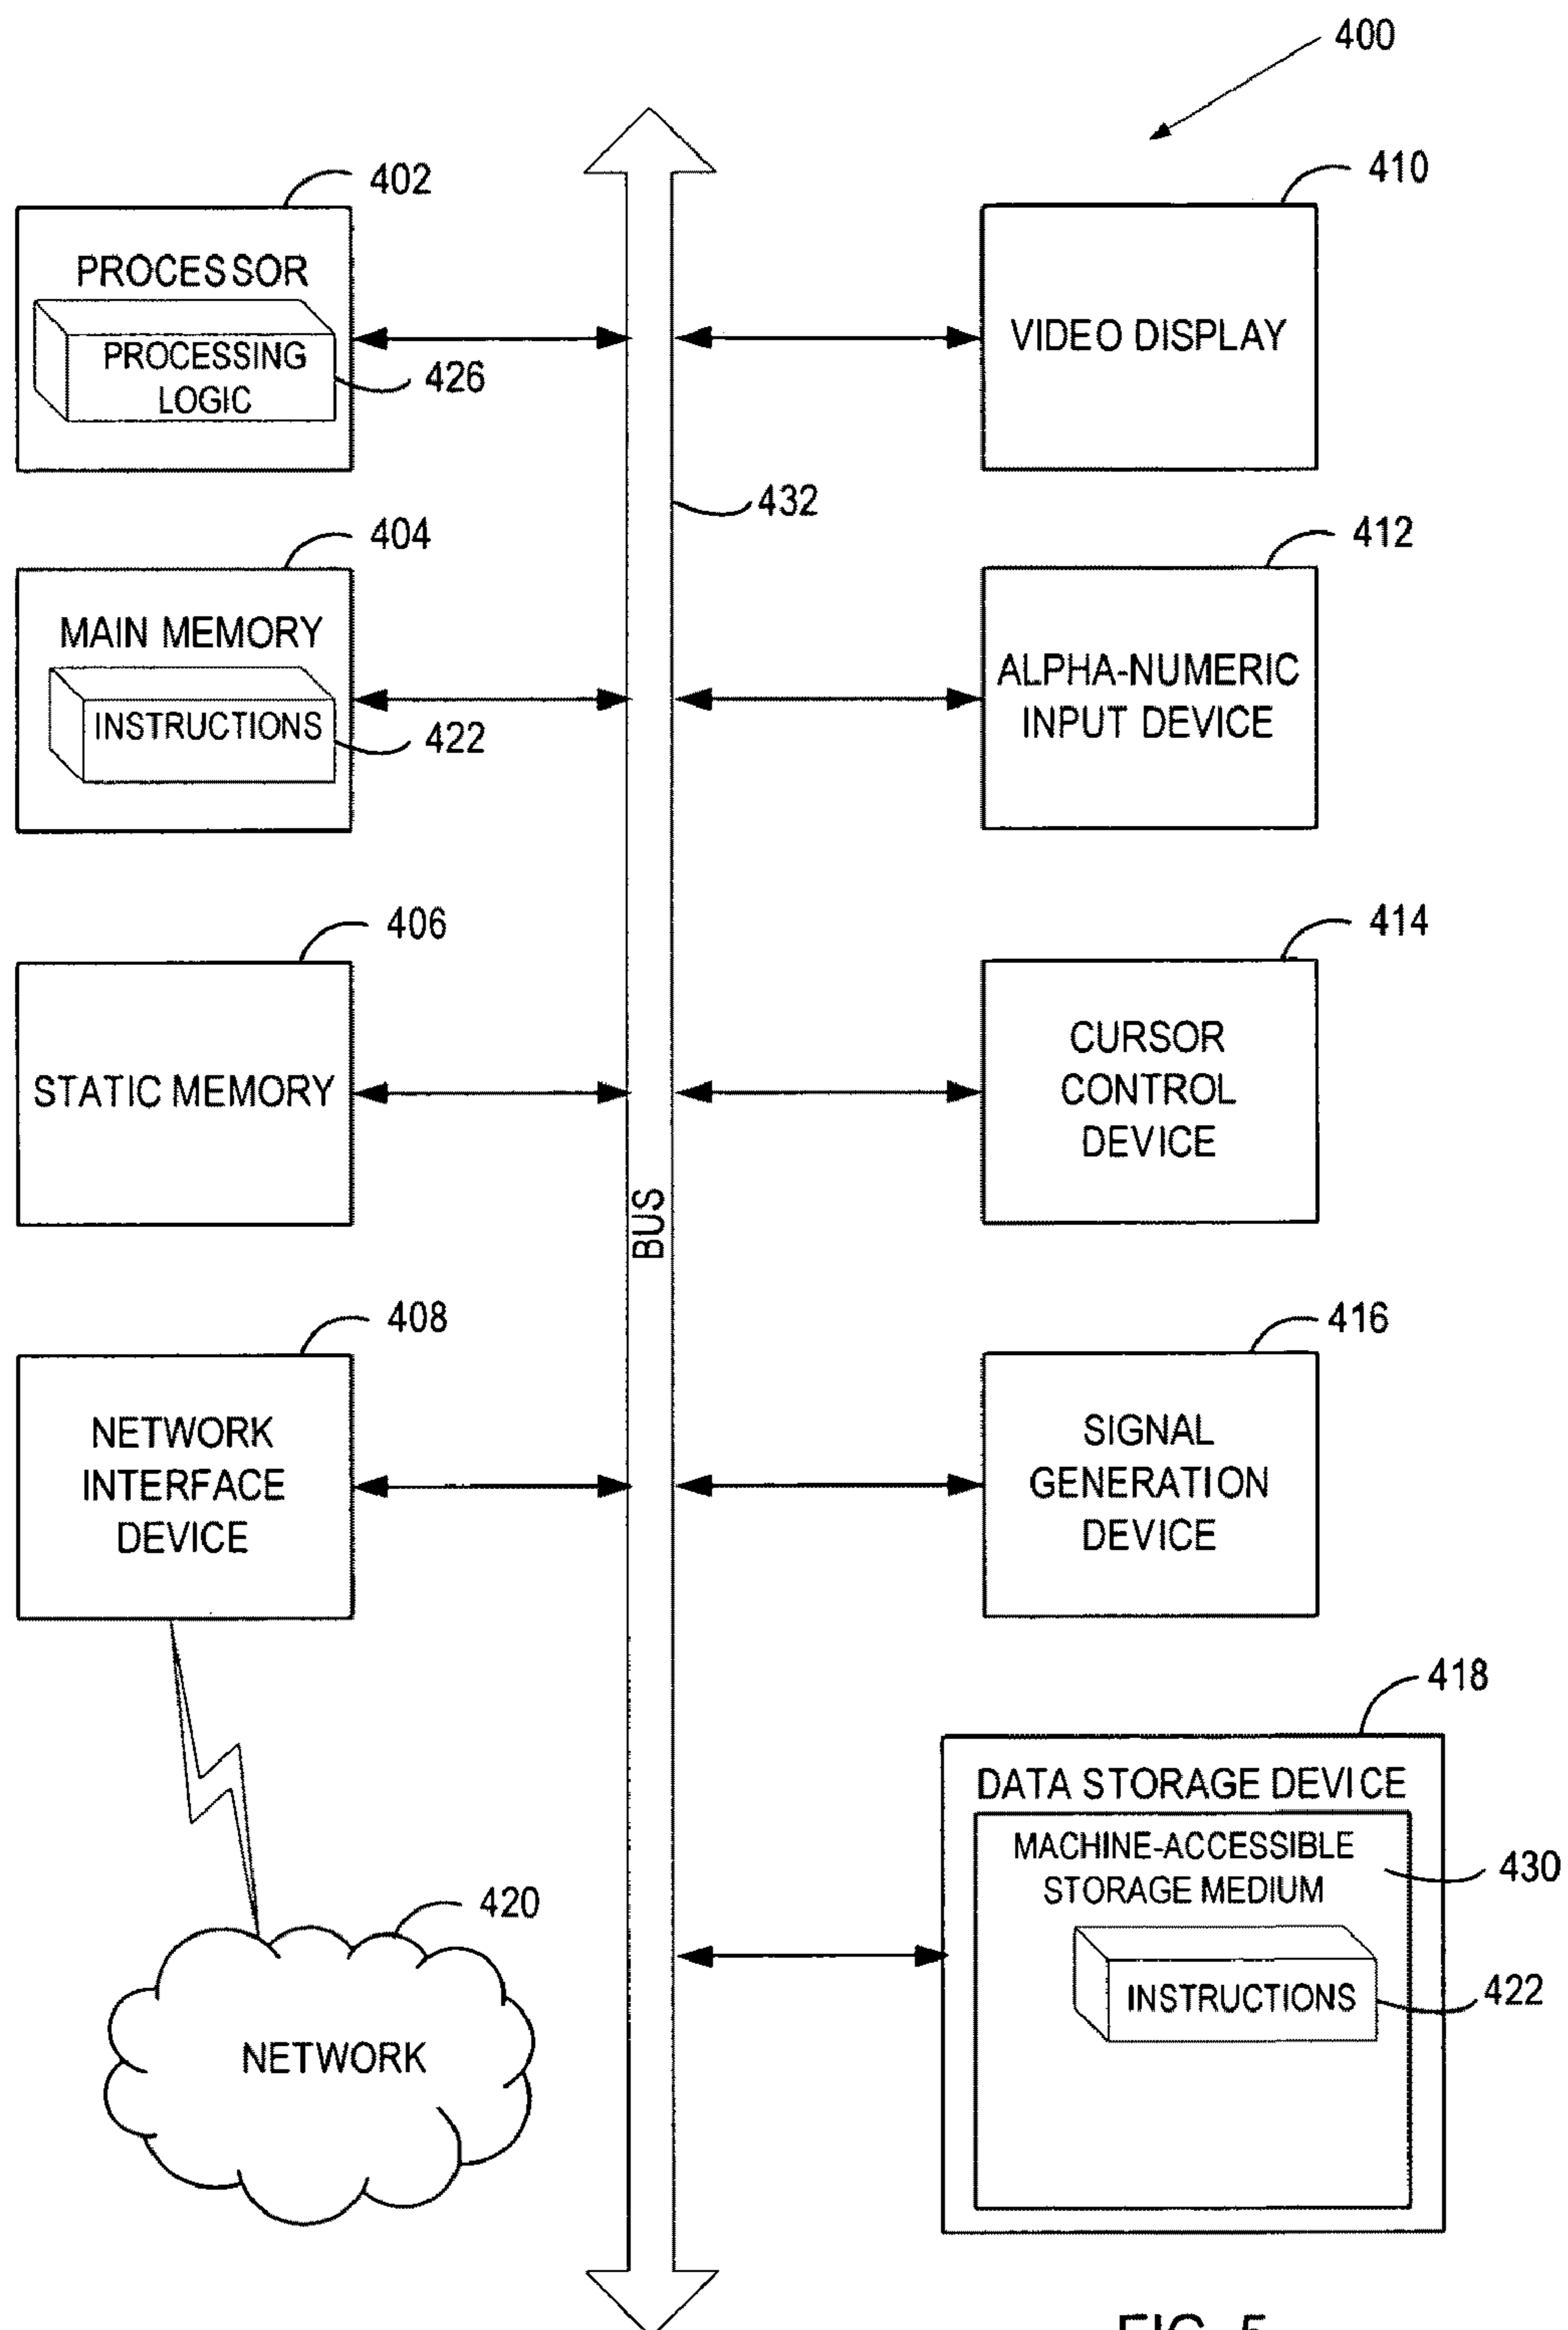 400
402
410
PROCESSOR
PROCESSING
LOGIC
426
VIDEO DISPLAY
432
404
412
MAIN MEMORY
INSTRUCTIONS
422
ALPHA-NUMERIC
INPUT DEVICE
406
414
STATIC MEMORY
CURSOR
CONTROL
DEVICE
BUS
408
416
NETWORK
INTERFACE
DEVICE
SIGNAL
GENERATION
DEVICE
418
DATA STORAGE DEVICE
MACHINE-ACCESSIBLE
STORAGE MEDIUM
430
INSTRUCTIONS
422
420
NETWORK
FIG. 5